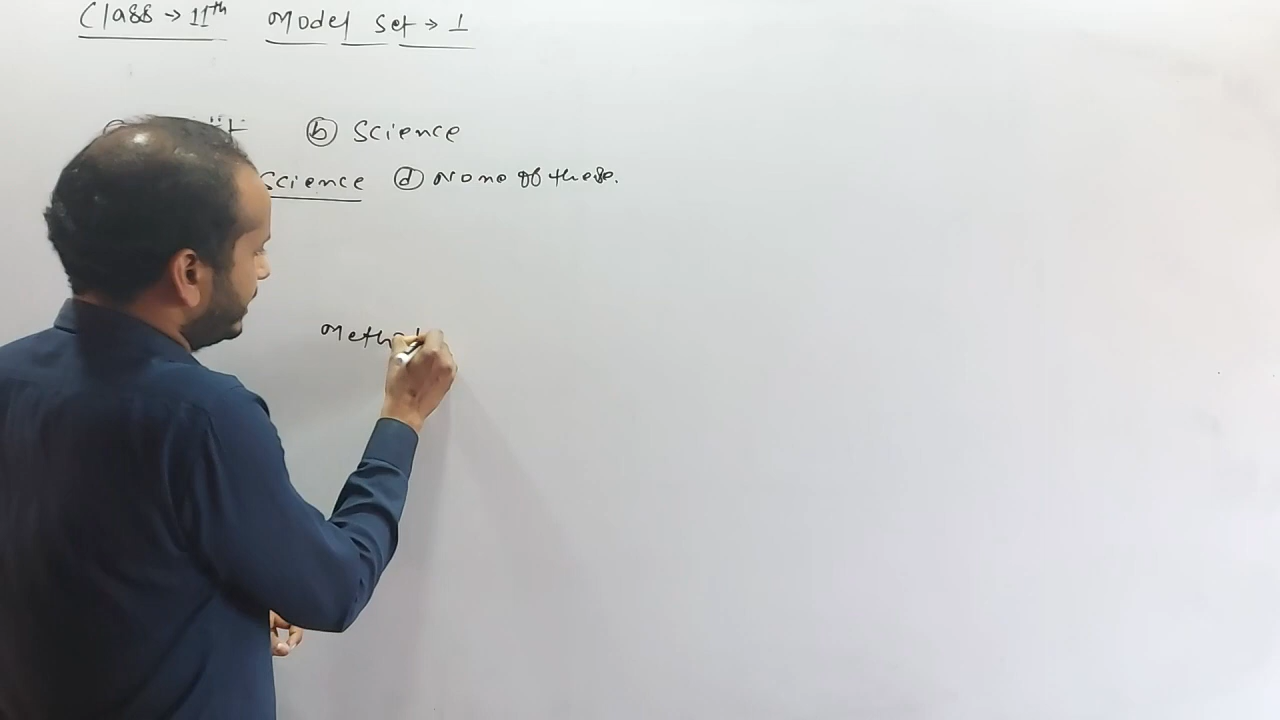 Class → 11th Model Set → 1
b Science
Science d None of these.